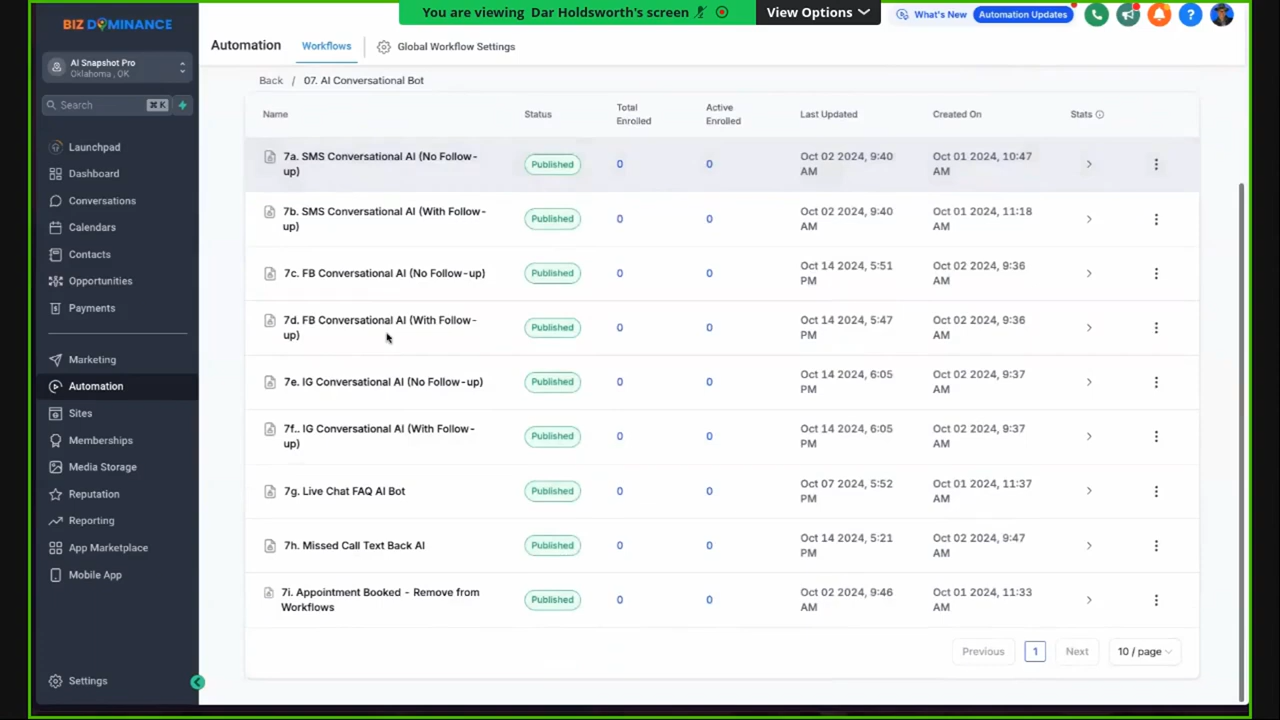 You are viewing Dar Holdsworth's screen
View Options
BIZ DOMINANCE
What's New
Automation Updates
AI Snapshot Pro
Oklahoma , OK
Search
⌘ K
Launchpad
Dashboard
Conversations
Calendars
Contacts
Opportunities
Payments
Marketing
Automation
Sites
Memberships
Media Storage
Reputation
Reporting
App Marketplace
Mobile App
Settings
Automation
Workflows
Global Workflow Settings
Back / 07. AI Conversational Bot
Name
Status
Total
Enrolled
Active
Enrolled
Last Updated
Created On
Stats
7a. SMS Conversational AI (No Follow-
up)
Published
0
0
Oct 02 2024, 9:40
AM
Oct 01 2024, 10:47
AM
7b. SMS Conversational AI (With Follow-
up)
Published
0
0
Oct 02 2024, 9:40
AM
Oct 01 2024, 11:18
AM
7c. FB Conversational AI (No Follow-up)
Published
0
0
Oct 14 2024, 5:51
PM
Oct 02 2024, 9:36
AM
7d. FB Conversational AI (With Follow-
up)
Published
0
0
Oct 14 2024, 5:47
PM
Oct 02 2024, 9:36
AM
7e. IG Conversational AI (No Follow-up)
Published
0
0
Oct 14 2024, 6:05
PM
Oct 02 2024, 9:37
AM
7f.. IG Conversational AI (With Follow-
up)
Published
0
0
Oct 14 2024, 6:05
PM
Oct 02 2024, 9:37
AM
7g. Live Chat FAQ AI Bot
Published
0
0
Oct 07 2024, 5:52
PM
Oct 01 2024, 11:37
AM
7h. Missed Call Text Back AI
Published
0
0
Oct 14 2024, 5:21
PM
Oct 02 2024, 9:47
AM
7i. Appointment Booked - Remove from
Workflows
Published
0
0
Oct 02 2024, 9:46
AM
Oct 01 2024, 11:33
AM
Previous
1
Next
10 / page